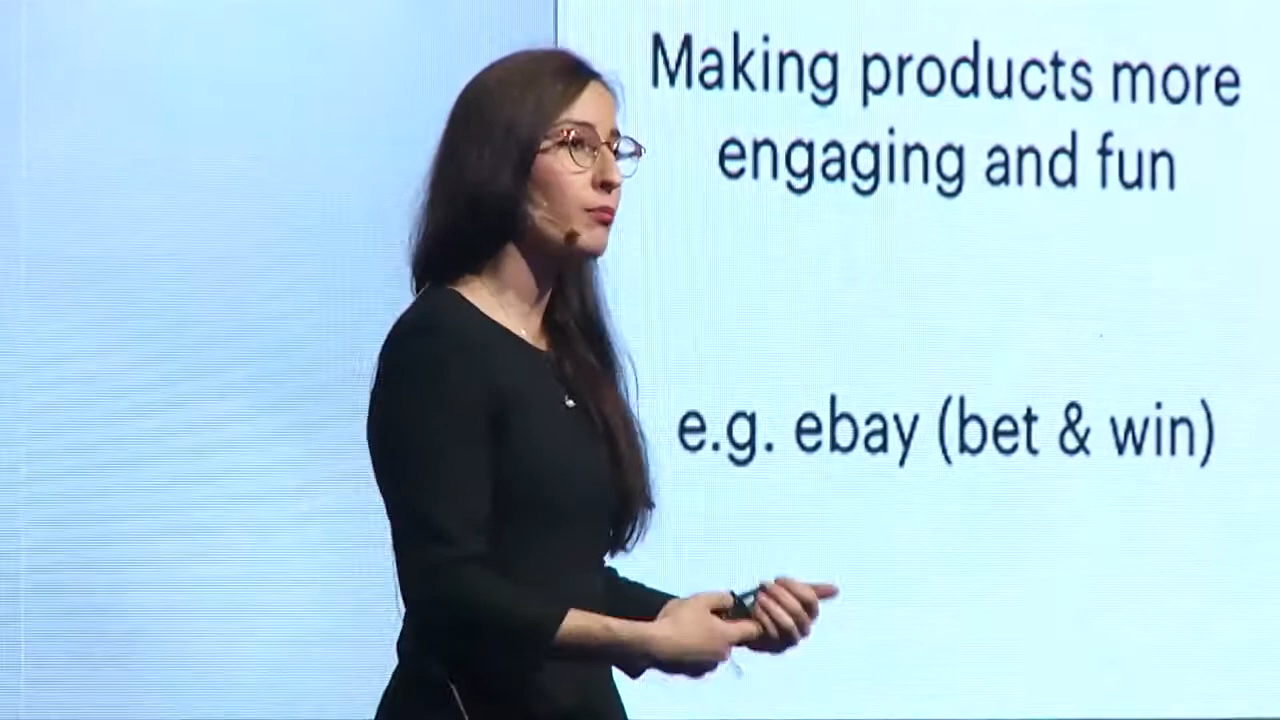 Making products more
engaging and fun
e.g. ebay (bet & win)